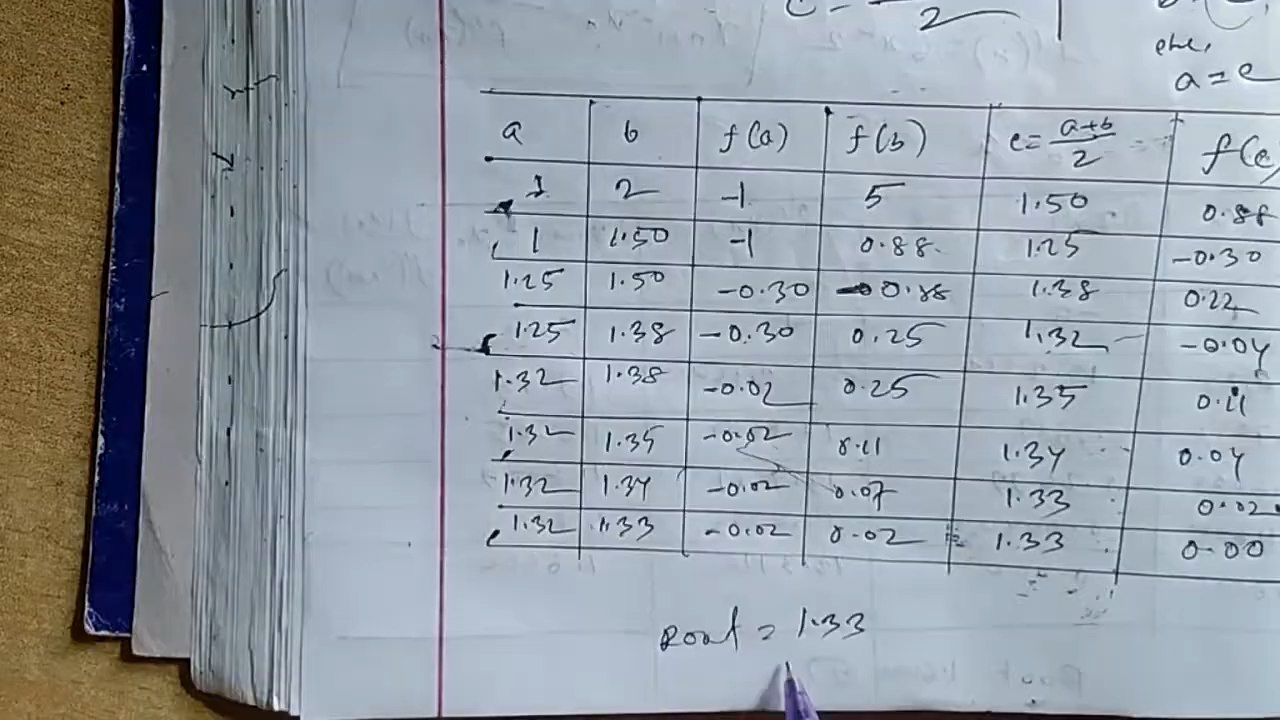 2
else,
a = c
a b f(a) f(b) c = a+b/2 f(c)
1 2 -1 5 1.50 0.88
1 1.50 -1 0.88 1.25 -0.30
1.25 1.50 -0.30 0.88 1.38 0.22
1.25 1.38 -0.30 0.25 1.32 -0.04
1.32 1.38 -0.02 0.25 1.35 0.11
1.32 1.35 -0.02 0.11 1.34 0.04
1.32 1.34 -0.02 0.07 1.33 0.02
1.32 1.33 -0.02 0.02 1.33 0.00
Root = 1.33